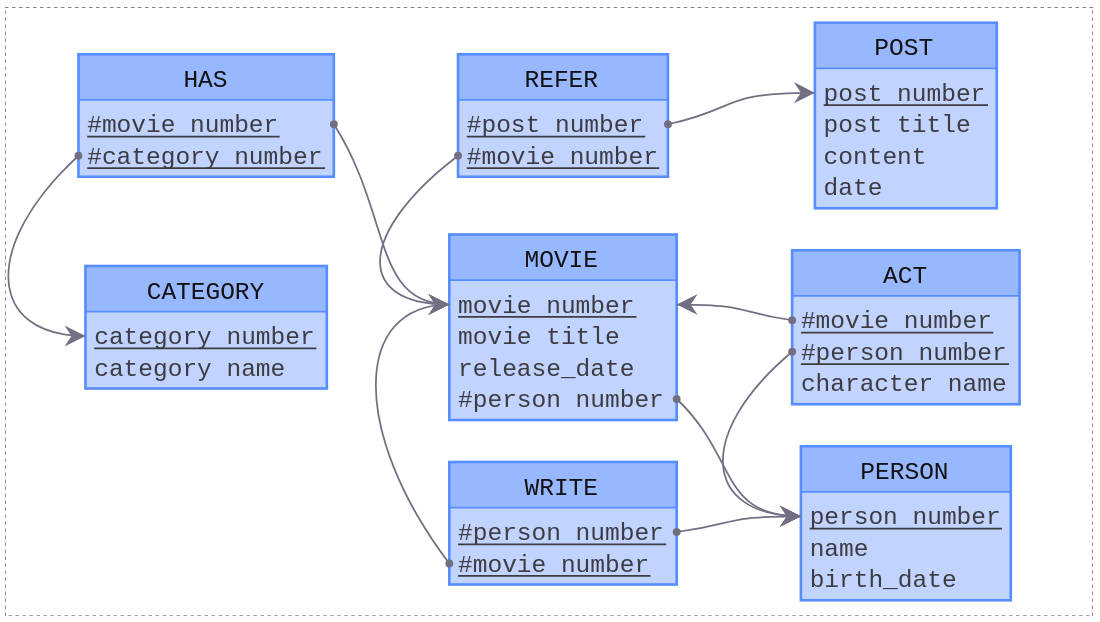 HAS
#movie number
#category number
REFER
#post number
#movie number
POST
post number
post title
content
date
CATEGORY
category number
category name
MOVIE
movie number
movie title
release_date
#person number
ACT
#movie number
#person number
character name
WRITE
#person number
#movie number
PERSON
person number
name
birth_date